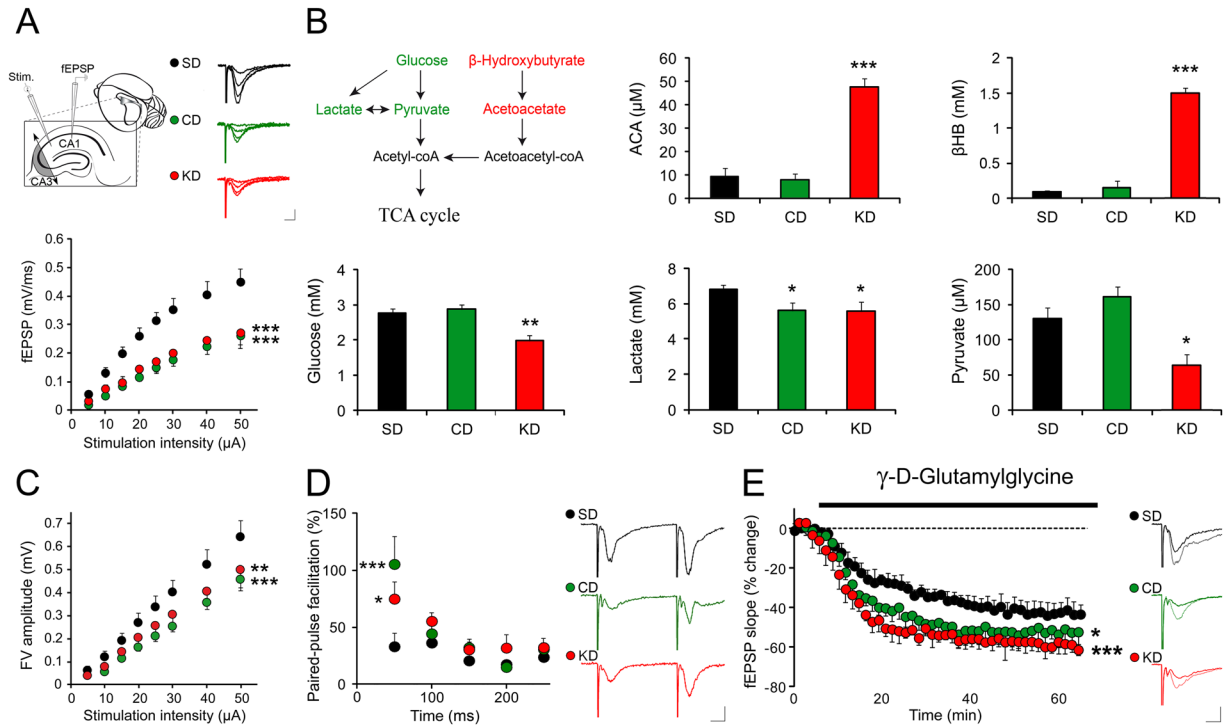 A
Stim.
fEPSP
CA1
CA3
SD
CD
KD
fEPSP (mV/ms)
0.6
0.5
0.4
0.3
0.2
0.1
0
***
***
0 10 20 30 40 50
Stimulation intensity (µA)
B
Glucose
β-Hydroxybutyrate
Lactate
Pyruvate
Acetoacetate
Acetyl-coA
Acetoacetyl-coA
TCA cycle
ACA (µM)
60
50
40
30
20
10
0
***
SD CD KD
βHB (mM)
2
1.5
1
0.5
0
***
SD CD KD
Glucose (mM)
4
3
2
1
0
**
SD CD KD
Lactate (mM)
8
6
4
2
0
* *
SD CD KD
Pyruvate (µM)
200
150
100
50
0
*
SD CD KD
C
FV amplitude (mV)
0.7
0.6
0.5
0.4
0.3
0.2
0.1
0
**
***
0 10 20 30 40 50
Stimulation intensity (µA)
D
Paired-pulse facilitation (%)
150
100
50
0
***
*
0 100 200
Time (ms)
SD
CD
KD
E
γ-D-Glutamylglycine
fEPSP slope (% change)
0
-20
-40
-60
-80
*
***
20 40 60
Time (min)
SD
CD
KD